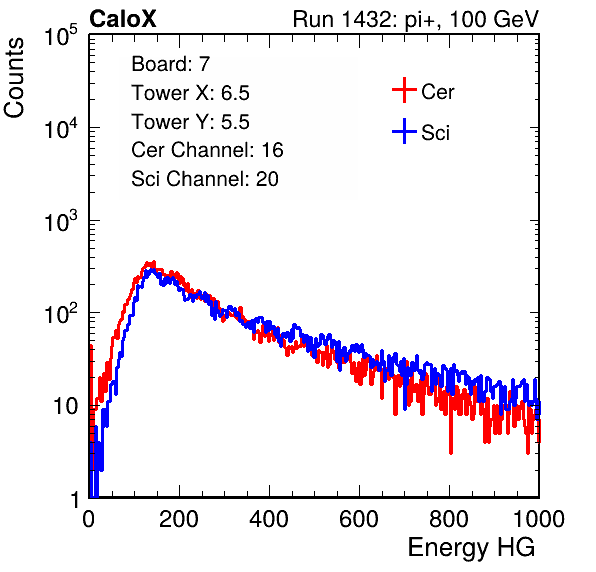 CaloX Run 1432: pi+, 100 GeV
Counts
Board: 7
Tower X: 6.5
Tower Y: 5.5
Cer Channel: 16
Sci Channel: 20
Cer
Sci
10^5
10^4
10^3
10^2
10
1
0 200 400 600 800 1000
Energy HG